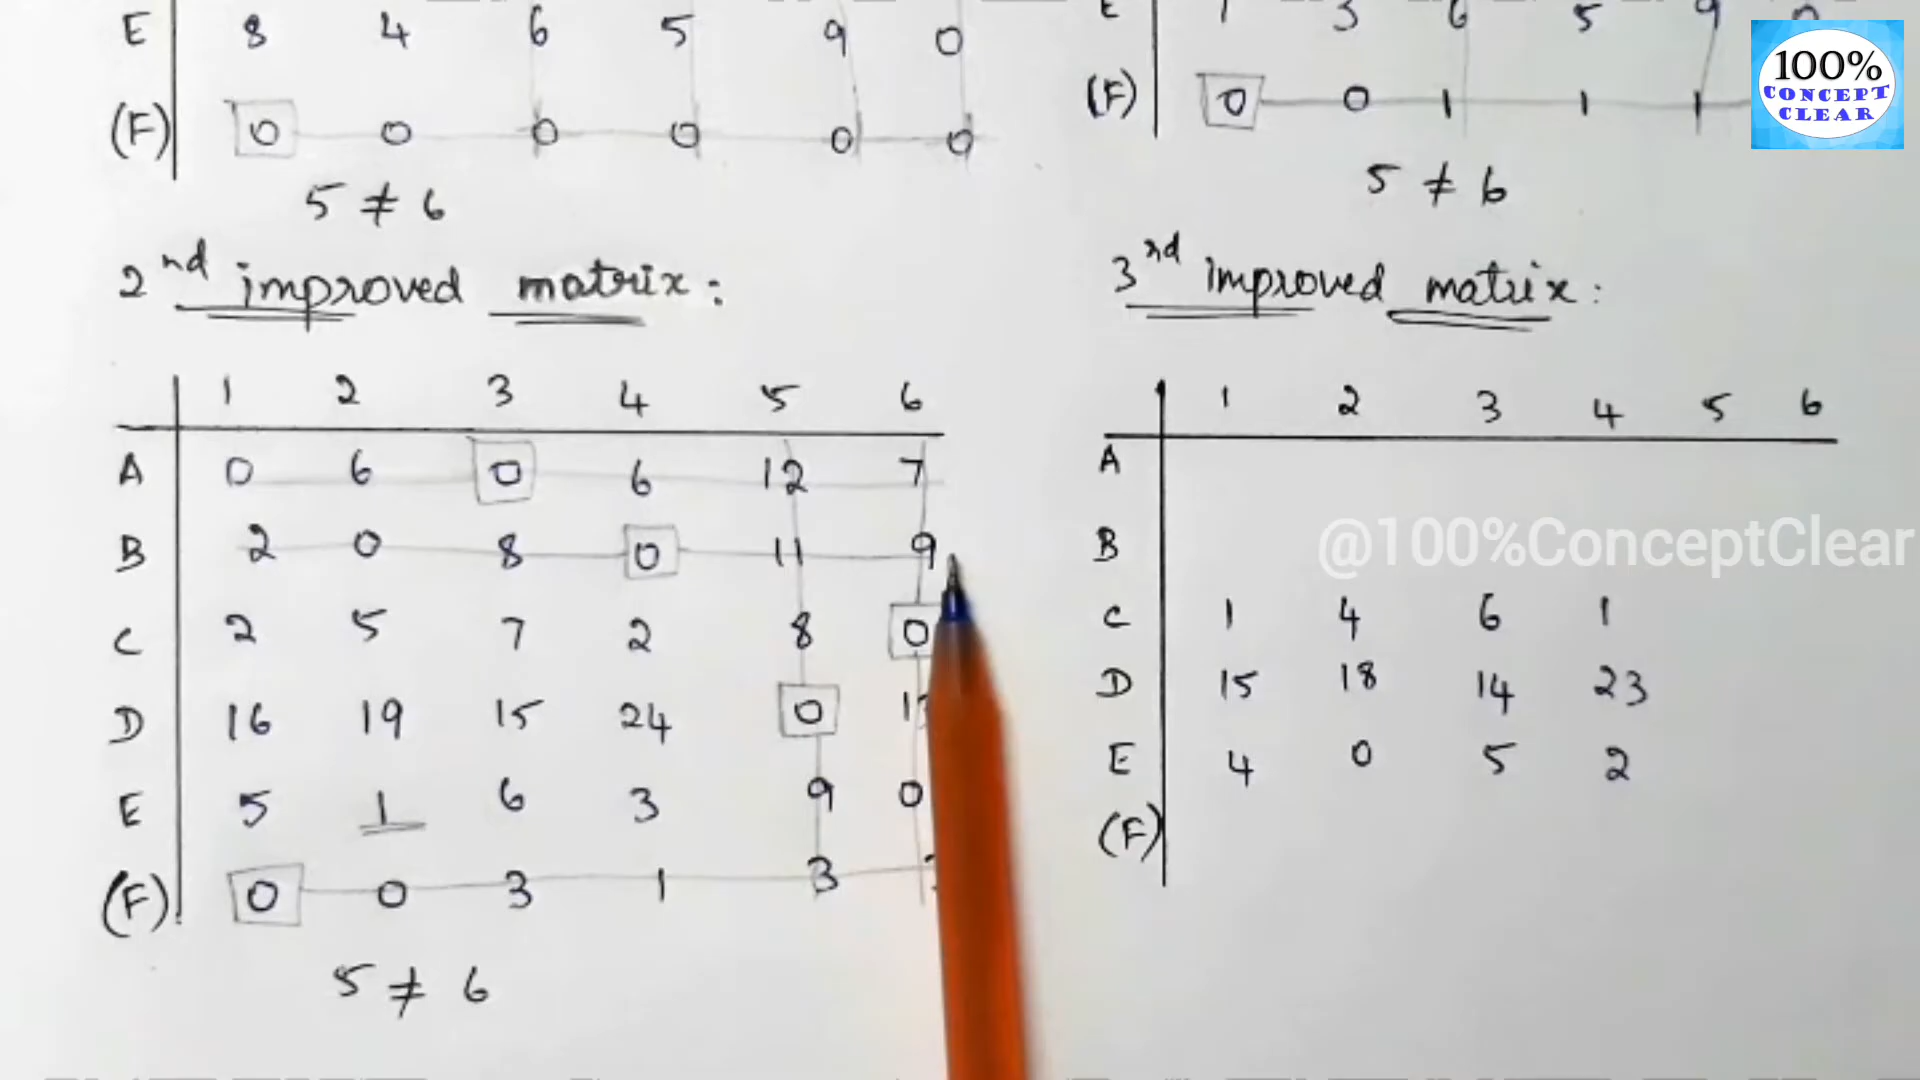 E 8 4 6 5 9 0
(F) 0 0 0 0 0 0
5 ≠ 6
2nd improved matrix :
1 2 3 4 5 6
A 0 6 0 6 12 7
B 2 0 8 0 11 9
C 2 5 7 2 8 0
D 16 19 15 24 0
E 5 1 6 3 9 0
(F) 0 0 3 1 3
5 ≠ 6
E 1 3 6 5 9 0
(F) 0 0 1 1 1
5 ≠ 6
3rd improved matrix :
1 2 3 4 5 6
A
B
C 1 4 6 1
D 15 18 14 23
E 4 0 5 2
(F)
100%
CONCEPT
CLEAR
@100%ConceptClear